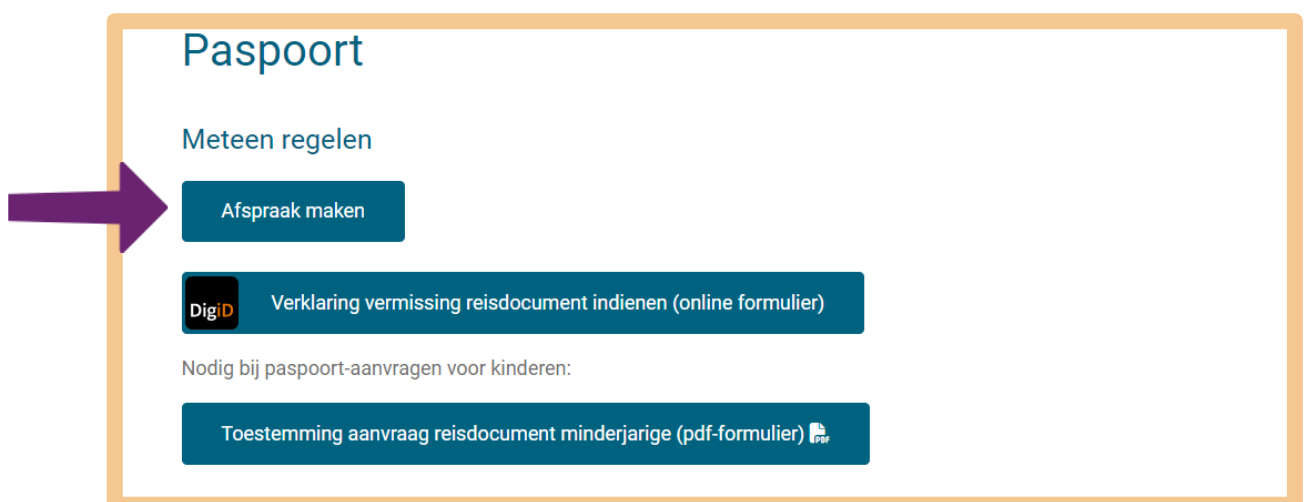 Paspoort
Meteen regelen
Afspraak maken
DigiD Verklaring vermissing reisdocument indienen (online formulier)
Nodig bij paspoort-aanvragen voor kinderen:
Toestemming aanvraag reisdocument minderjarige (pdf-formulier) PDF